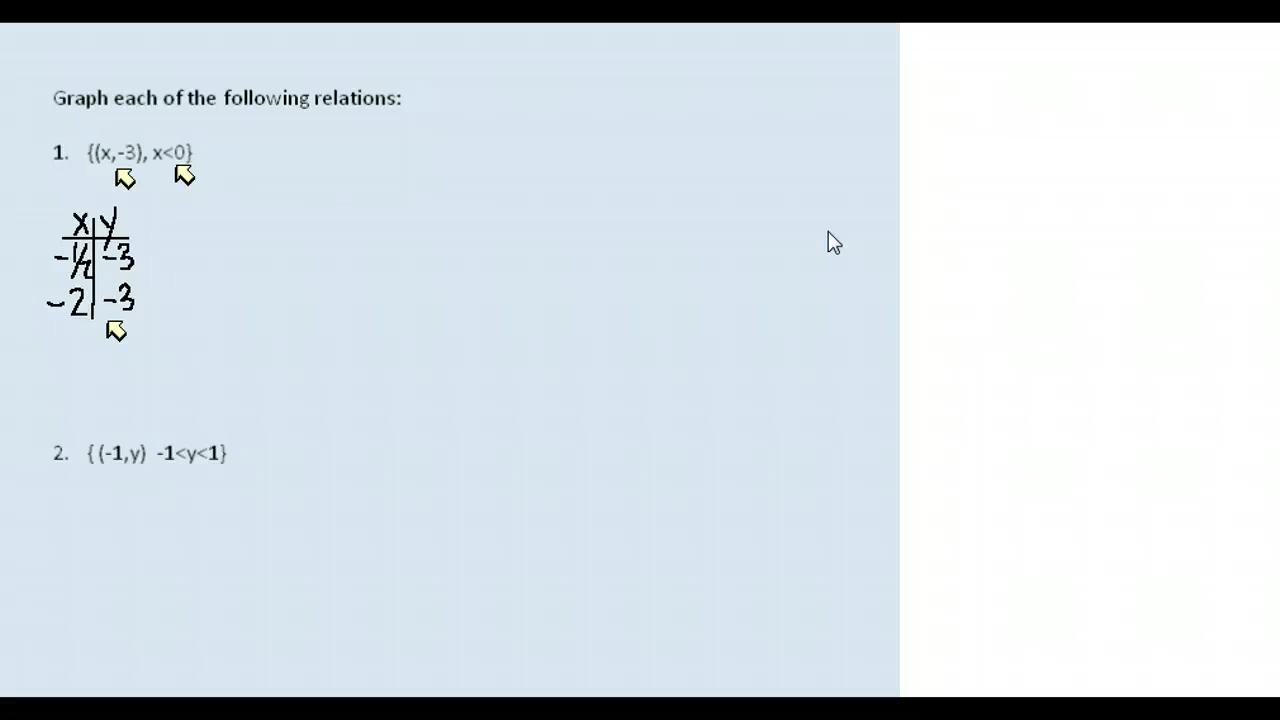 Graph each of the following relations:
1. {(x,-3), x<0}
x y
-1/2 -3
-2 -3
2. {(-1,y) -1<y<1}